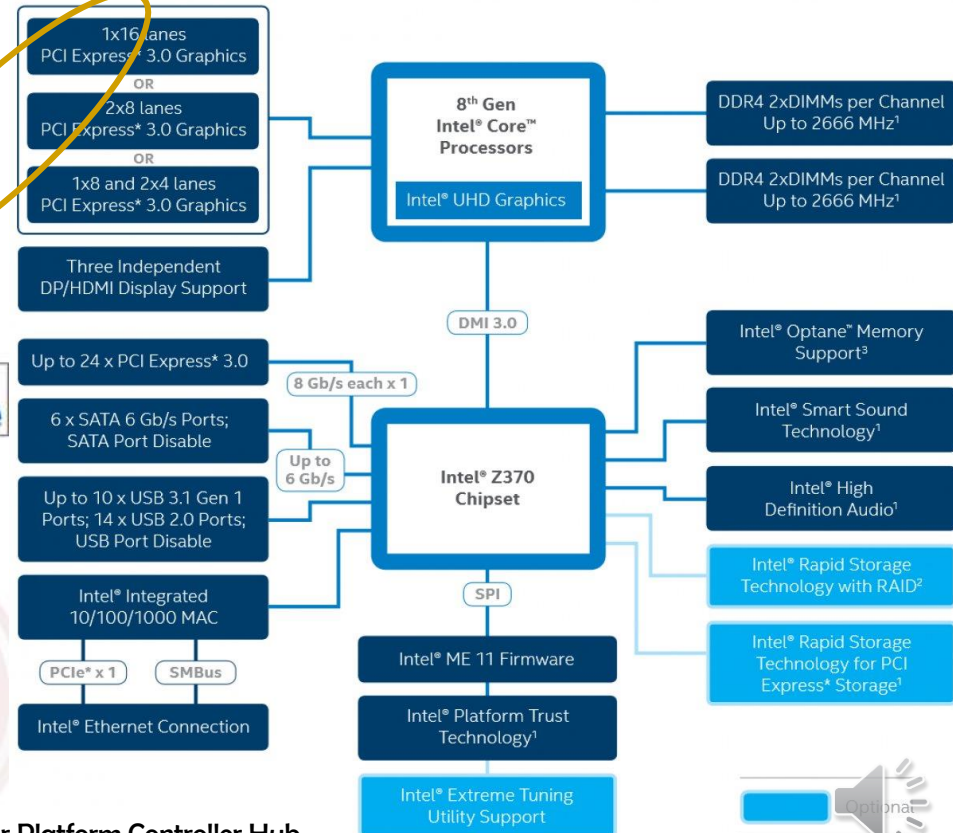 1x16 lanes
PCI Express* 3.0 Graphics
OR
2x8 lanes
PCI Express* 3.0 Graphics
OR
1x8 and 2x4 lanes
PCI Express* 3.0 Graphics
Three Independent
DP/HDMI Display Support
8th Gen
Intel® Core™
Processors
Intel® UHD Graphics
DDR4 2xDIMMs per Channel
Up to 2666 MHz¹
DDR4 2xDIMMs per Channel
Up to 2666 MHz¹
DMI 3.0
Up to 24 x PCI Express* 3.0
8 Gb/s each x 1
6 x SATA 6 Gb/s Ports;
SATA Port Disable
Up to
6 Gb/s
Up to 10 x USB 3.1 Gen 1
Ports; 14 x USB 2.0 Ports;
USB Port Disable
Intel® Integrated
10/100/1000 MAC
PCIe* x 1
SMBus
Intel® Ethernet Connection
Intel® Z370
Chipset
SPI
Intel® ME 11 Firmware
Intel® Platform Trust
Technology¹
Intel® Extreme Tuning
Utility Support
Intel® Optane™ Memory
Support³
Intel® Smart Sound
Technology¹
Intel® High
Definition Audio¹
Intel® Rapid Storage
Technology with RAID²
Intel® Rapid Storage
Technology for PCI
Express* Storage¹
Optional
r Platform Controller Hub